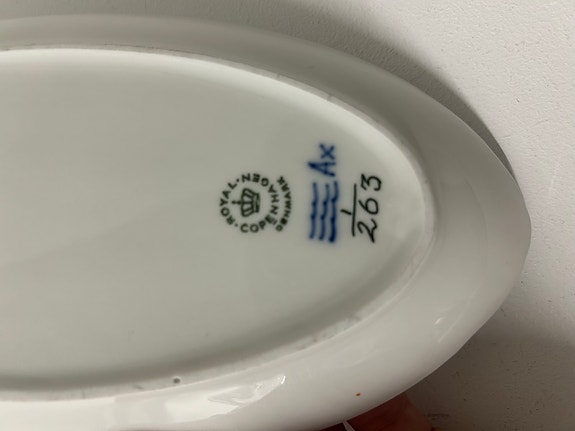 ROYAL COPENHAGEN
DENMARK
Ax
1
263